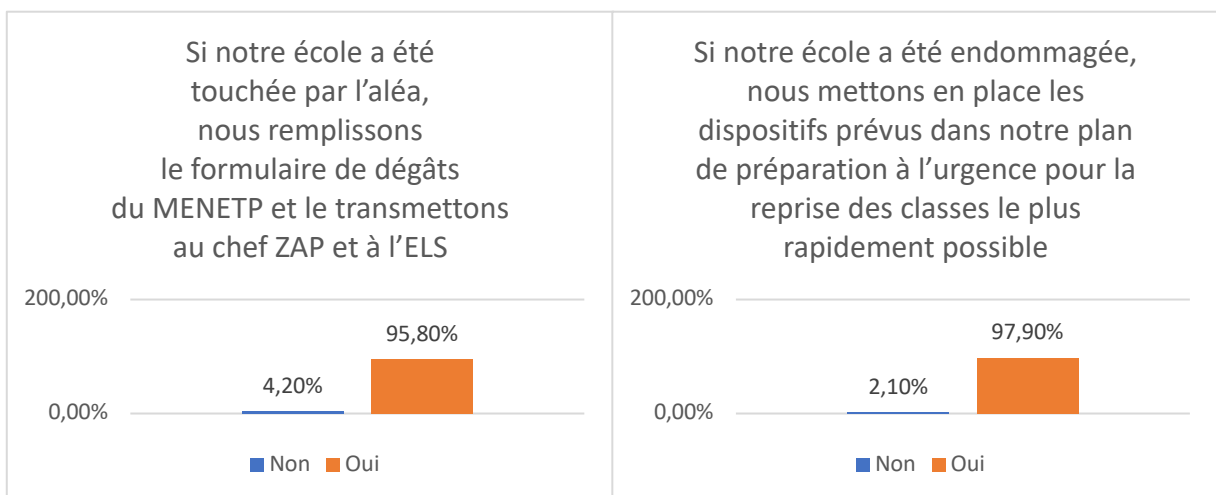 Si notre école a été
touchée par l’aléa,
nous remplissons
le formulaire de dégâts
du MENETP et le transmettons
au chef ZAP et à l’ELS
200,00%
95,80%
4,20%
0,00%
Non Oui
Si notre école a été endommagée,
nous mettons en place les
dispositifs prévus dans notre plan
de préparation à l’urgence pour la
reprise des classes le plus
rapidement possible
200,00%
97,90%
2,10%
0,00%
Non Oui